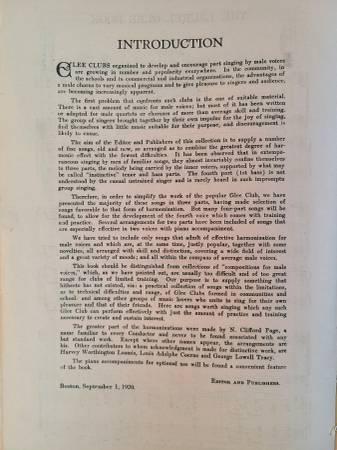 INTRODUCTION
GLEE CLUBS organized to develop and encourage part singing by male voices
are growing in number and popularity everywhere. In the community, in
the schools and in commercial and industrial organizations, the advantages of
a male chorus to vary musical programs and to give pleasure to singers and audience,
are becoming increasingly apparent.
The first problem that confronts such clubs is the one of suitable material.
There is a vast amount of music for male voices; but most of it has been written
or adapted for male quartets or choruses of more than average skill and training.
The group of singers brought together by their own impulse for the joy of singing,
find themselves with little music suitable for their purpose, and discouragement is
likely to ensue.
The aim of the Editor and Publishers of this collection is to supply a number
of fine songs, old and new, so arranged as to combine the greatest degree of har-
monic effect with the fewest difficulties. It has been observed that in extempo-
raneous singing by men of familiar songs, they almost invariably confine themselves
to three parts, the melody being carried by the inner voices, supported by what may
be called "instinctive" tenor and bass parts. The fourth part (1st bass) is not
understood by the casual untrained singer and is rarely heard in such impromptu
group singing.
Therefore, in order to simplify the work of the popular Glee Club, we have
presented the majority of these songs in three parts, having made selection of
songs favorable to that form of harmonization. But many four-part songs will be
found, to allow for the development of the fourth voice which comes with training
and practice. Several arrangements for two parts have been included of songs that
are especially effective in two voices with piano accompaniment.
We have tried to include only songs that admit of effective harmonization for
male voices and which are, at the same time, justly popular, together with some
novelties, all arranged with skill and distinction, covering a wide field of interest
and a great variety of moods; and all within the compass of average male voices.
This book should be distinguished from collections of "compositions for male
voices," which, as we have pointed out, are usually too difficult and of too great
range for clubs of limited training. Our purpose is to supply something that
hitherto has not existed, viz: a practical collection of songs within the limitations,
as to technical difficulties and range, of Glee Clubs formed in communities and
school and among other groups of music lovers who unite to sing for their own
pleasure and that of their friends. Here are songs worth singing which any such
Glee Club can perform effectively with just the amount of practice and training
necessary to create and sustain interest.
The greater part of the harmonizations were made by N. Clifford Page, a
name familiar to every Conductor and never to be found associated with any
but standard work. Except where other names appear, the arrangements are
his. Other contributors to whom acknowledgment is made for distinctive work, are
Harvey Worthington Loomis, Louis Adolphe Coerne and George Lowell Tracy.
The piano accompaniments for optional use will be found a convenient feature
of the book.
EDITOR AND PUBLISHERS.
Boston, September 1, 1920.